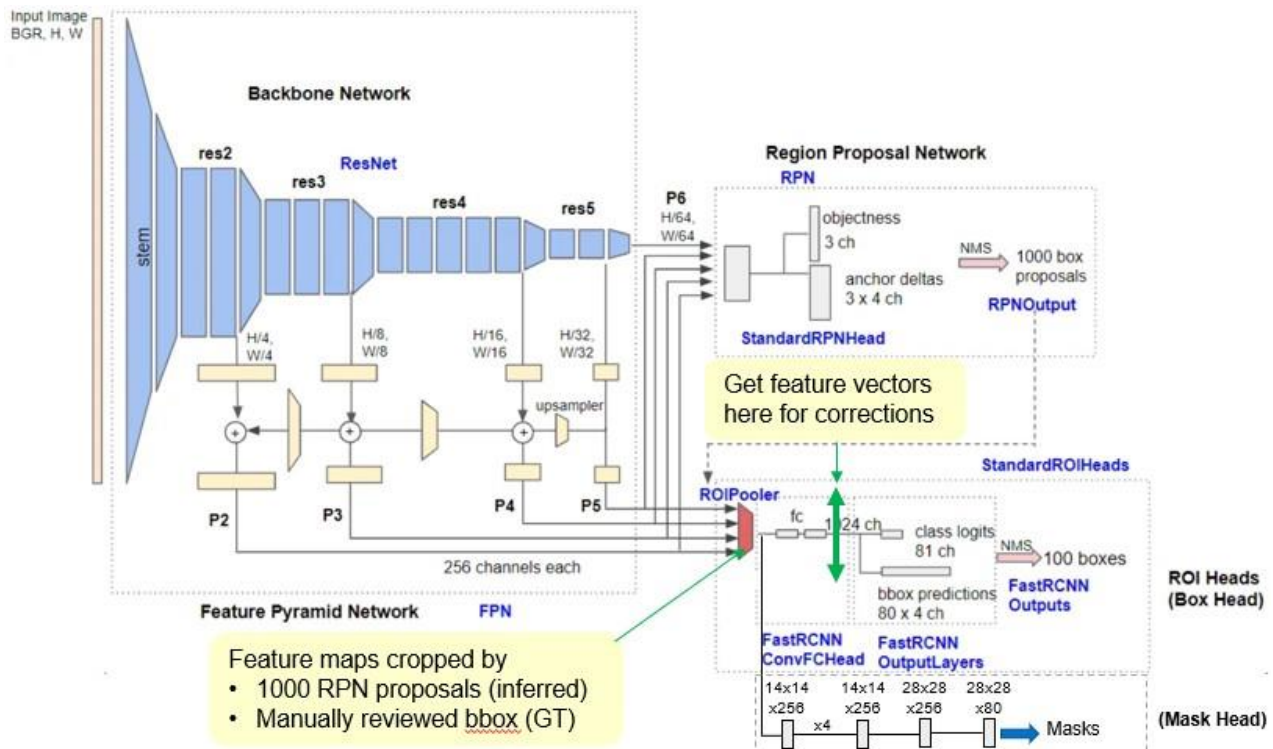 Input Image
BGR, H, W
Backbone Network
ResNet
stem
res2
res3
res4
res5
H/4,
W/4
H/8,
W/8
H/16,
W/16
H/32,
W/32
upsampler
P2
P3
P4
P5
256 channels each
Feature Pyramid Network
FPN
P6
H/64,
W/64
Region Proposal Network
RPN
objectness
3 ch
anchor deltas
3 x 4 ch
StandardRPNHead
NMS
1000 box
proposals
RPNOutput
Get feature vectors
here for corrections
StandardROIHeads
ROIPooler
fc
1024 ch
class logits
81 ch
bbox predictions
80 x 4 ch
NMS
100 boxes
FastRCNN
Outputs
FastRCNN
ConvFCHead
FastRCNN
OutputLayers
ROI Heads
(Box Head)
Feature maps cropped by
• 1000 RPN proposals (inferred)
• Manually reviewed bbox (GT)
14x14
x256
x4
14x14
x256
28x28
x256
28x28
x80
Masks
(Mask Head)